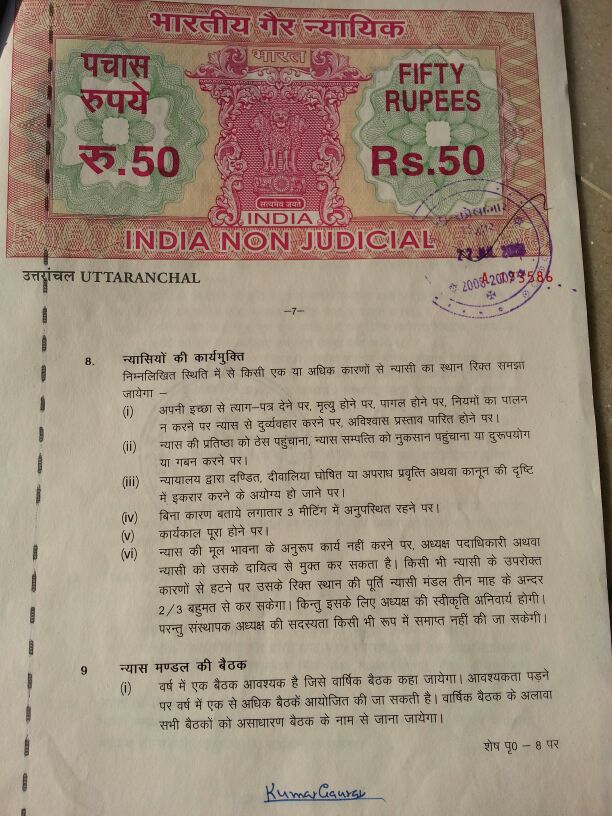 भारतीय गैर न्यायिक
भारत
पचास
रुपये
रु.50
FIFTY
RUPEES
Rs.50
सत्यमेव जयते
INDIA
INDIA NON JUDICIAL
2008-2009
उत्तरांचल UTTARANCHAL
A 193586
–7–
8. न्यासियों की कार्यमुक्ति
निम्नलिखित स्थिति में से किसी एक या अधिक कारणों से न्यासी का स्थान रिक्त समझा
जायेगा –
(i) अपनी इच्छा से त्याग-पत्र देने पर, मृत्यु होने पर, पागल होने पर, नियमों का पालन
न करने पर न्यास से दुर्व्यवहार करने पर, अविश्वास प्रस्ताव पारित होने पर।
(ii) न्यास की प्रतिष्ठा को ठेस पहुंचाना, न्यास सम्पत्ति को नुकसान पहुंचाना या दुरूपयोग
या गबन करने पर।
(iii) न्यायालय द्वारा दण्डित, दीवालिया घोषित या अपराध प्रवृत्ति अथवा कानून की दृष्टि
में इकरार करने के अयोग्य हो जाने पर।
(iv) बिना कारण बताये लगातार 3 मीटिंग में अनुपस्थित रहने पर।
(v) कार्यकाल पूरा होने पर।
(vi) न्यास की मूल भावना के अनुरूप कार्य नहीं करने पर, अध्यक्ष पदाधिकारी अथवा
न्यासी को उसके दायित्व से मुक्त कर सकता है। किसी भी न्यासी के उपरोक्त
कारणों से हटने पर उसके रिक्त स्थान की पूर्ति न्यासी मंडल तीन माह के अन्दर
2/3 बहुमत से कर सकेगा। किन्तु इसके लिए अध्यक्ष की स्वीकृति अनिवार्य होगी।
परन्तु संस्थापक अध्यक्ष की सदस्यता किसी भी रूप में समाप्त नहीं की जा सकेगी।
9 न्यास मण्डल की बैठक
(i) वर्ष में एक बैठक आवश्यक है जिसे वार्षिक बैठक कहा जायेगा। आवश्यकता पड़ने
पर वर्ष में एक से अधिक बैठकें आयोजित की जा सकती है। वार्षिक बैठक के अलावा
सभी बैठकों को असाधारण बैठक के नाम से जाना जायेगा।
शेष पृ0 – 8 पर
Kumar Gaurav